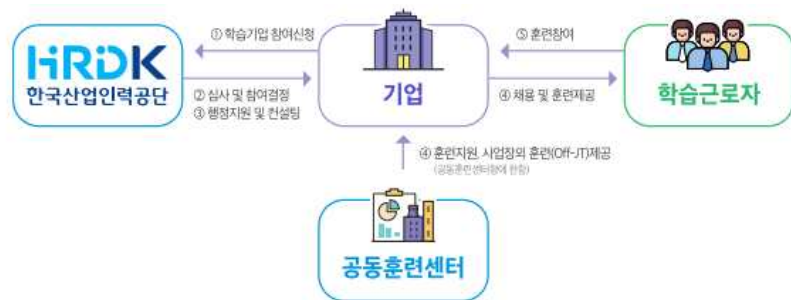 ① 학습기업 참여신청
⑤ 훈련참여
HRDK
한국산업인력공단
기업
학습근로자
② 심사 및 참여결정
③ 행정지원 및 컨설팅
④ 채용 및 훈련제공
④ 훈련지원, 사업장외 훈련(Off-JT)제공
(공동훈련센터형에 한함)
공동훈련센터